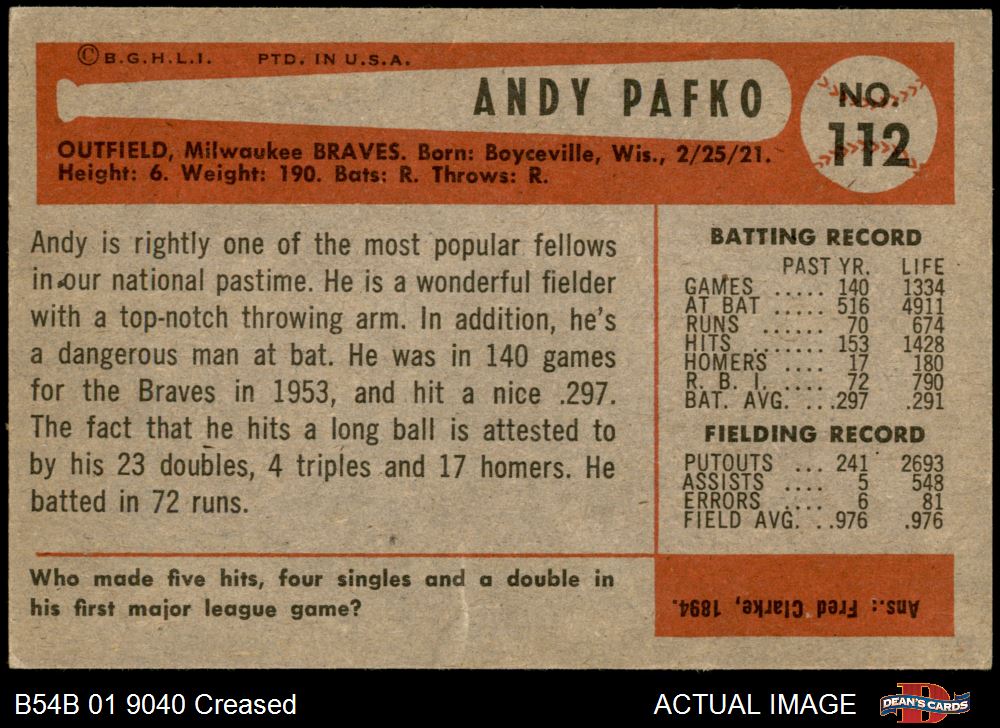 ©B.G.H.L.I. PTD. IN U.S.A.
ANDY PAFKO
NO. 112
OUTFIELD, Milwaukee BRAVES. Born: Boyceville, Wis., 2/25/21.
Height: 6. Weight: 190. Bats: R. Throws: R.
Andy is rightly one of the most popular fellows
in our national pastime. He is a wonderful fielder
with a top-notch throwing arm. In addition, he's
a dangerous man at bat. He was in 140 games
for the Braves in 1953, and hit a nice .297.
The fact that he hits a long ball is attested to
by his 23 doubles, 4 triples and 17 homers. He
batted in 72 runs.
BATTING RECORD
PAST YR. LIFE
GAMES ..... 140 1334
AT BAT ..... 516 4911
RUNS ...... 70 674
HITS ....... 153 1428
HOMERS .... 17 180
R. B. I. .... 72 790
BAT. AVG. ...297 .291
FIELDING RECORD
PUTOUTS ... 241 2693
ASSISTS .... 5 548
ERRORS .... 6 81
FIELD AVG. ..976 .976
Who made five hits, four singles and a double in
his first major league game?
Ans.: Fred Clarke, 1894.
B54B 01 9040 Creased
ACTUAL IMAGE
D
DEAN'S CARDS